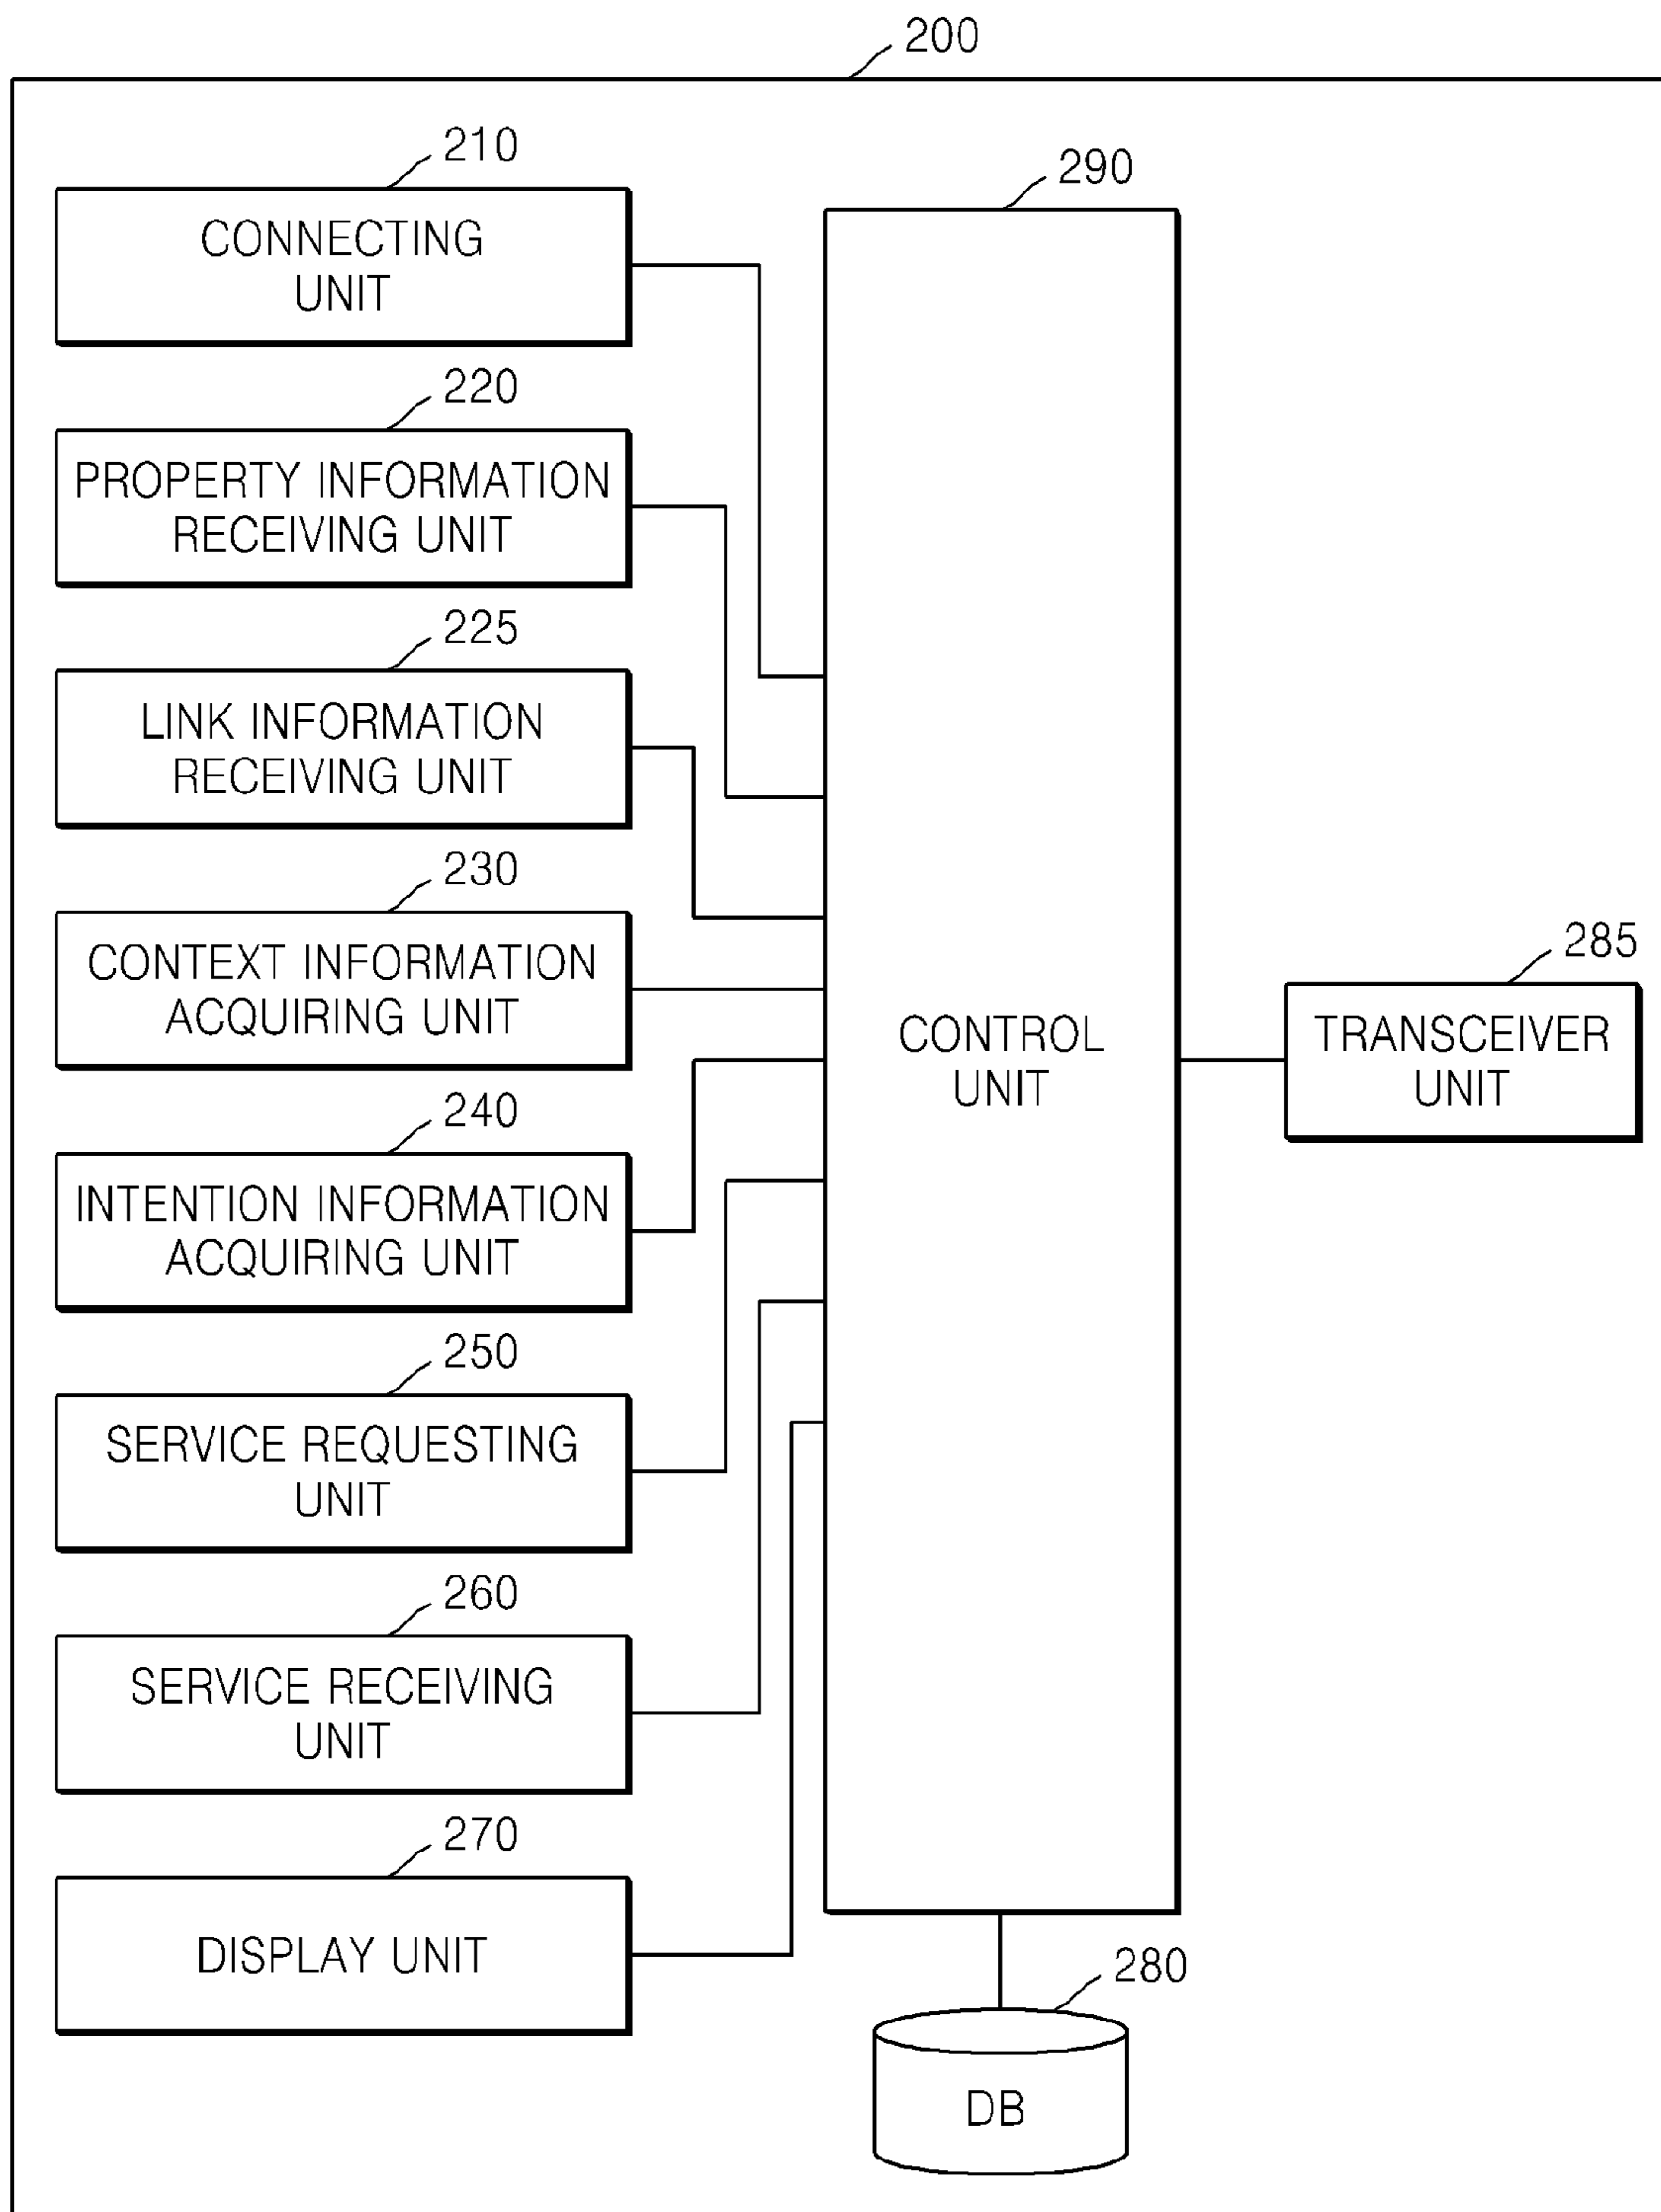 200
210
CONNECTING
UNIT
220
PROPERTY INFORMATION
RECEIVING UNIT
225
LINK INFORMATION
RECEIVING UNIT
230
CONTEXT INFORMATION
ACQUIRING UNIT
240
INTENTION INFORMATION
ACQUIRING UNIT
250
SERVICE REQUESTING
UNIT
260
SERVICE RECEIVING
UNIT
270
DISPLAY UNIT
290
CONTROL
UNIT
285
TRANSCEIVER
UNIT
280
DB